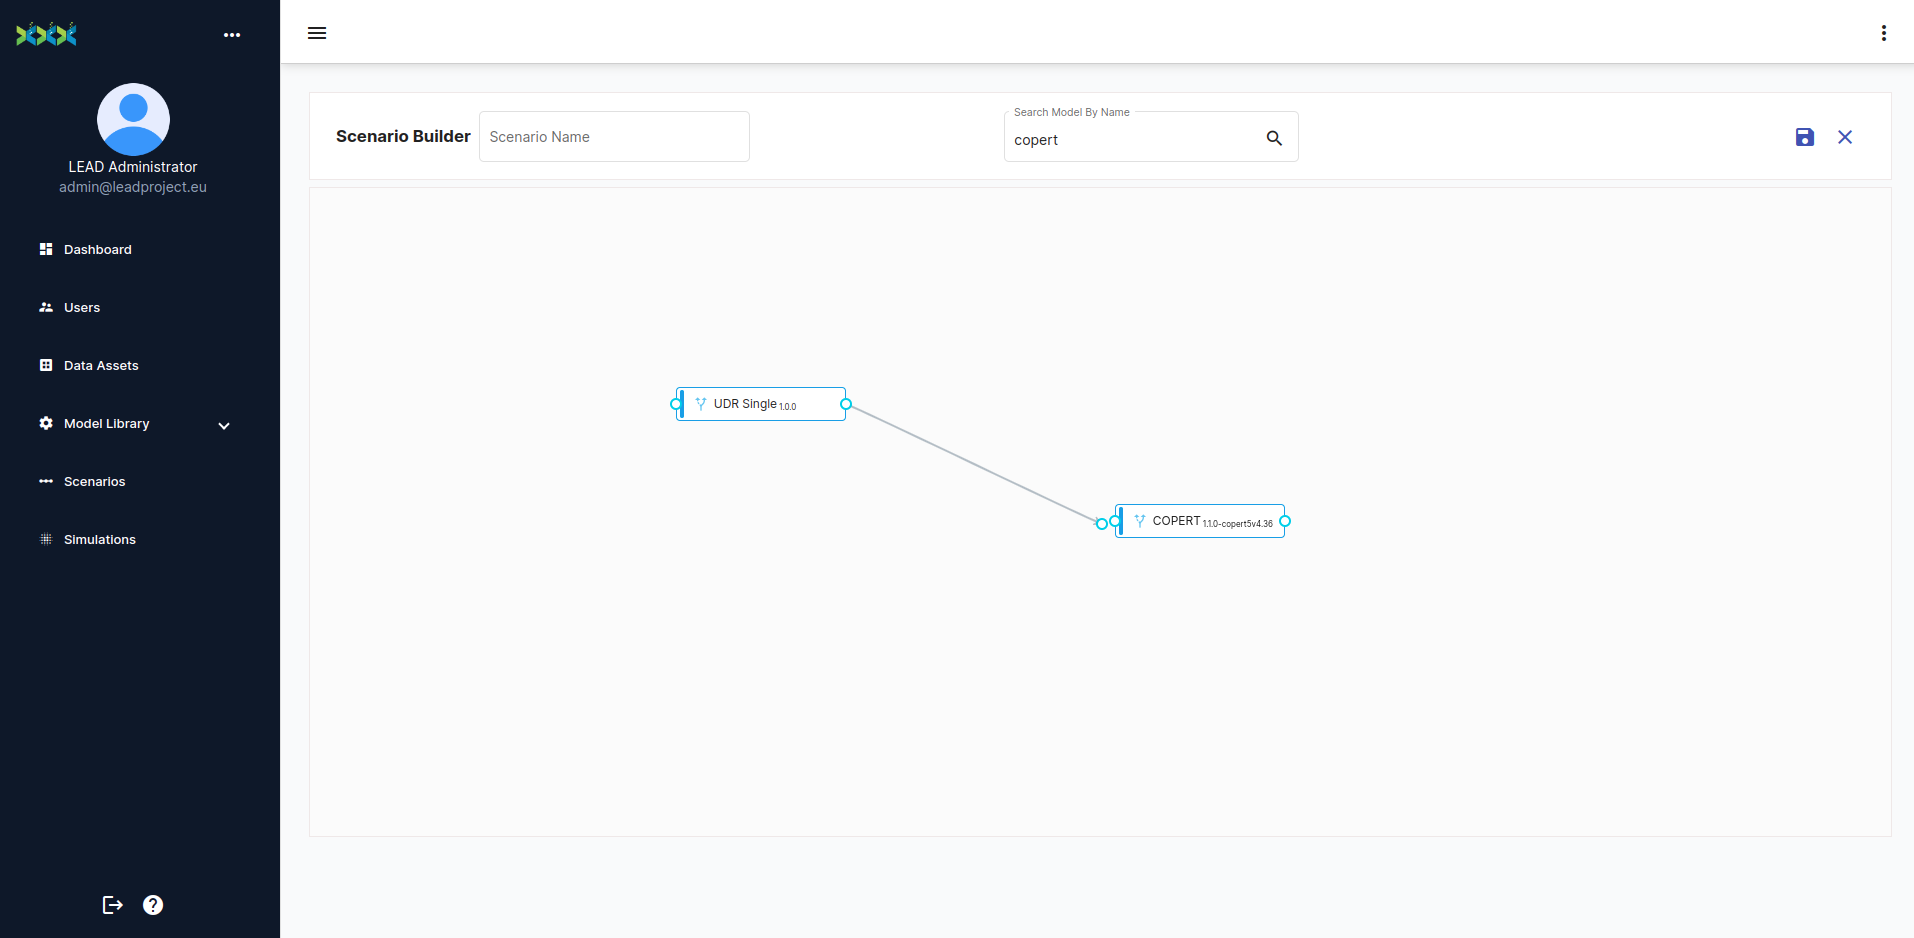 LEAD Administrator
admin@leadproject.eu
Dashboard
Users
Data Assets
Model Library
Scenarios
Simulations
Scenario Builder
Scenario Name
Search Model By Name
copert
UDR Single 1.0.0
COPERT 1.1.0-copert5v4.36